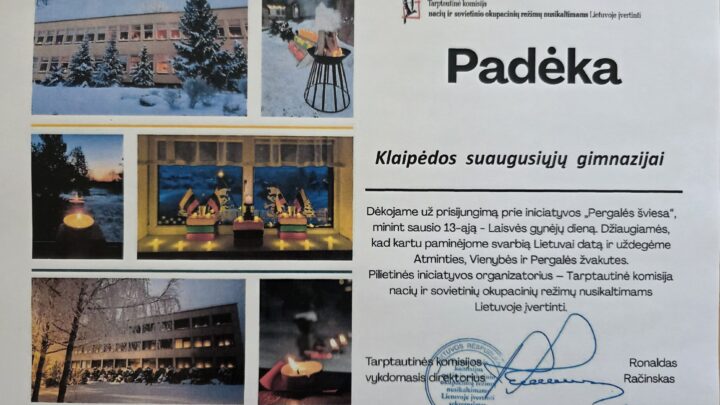 Tarptautinė komisija
nacių ir sovietinio okupacinių režimų nusikaltimams Lietuvoje įvertinti
Padėka
Klaipėdos suaugusiųjų gimnazijai
Dėkojame už prisijungimą prie iniciatyvos „Pergalės šviesa“,
minint sausio 13-ąją - Laisvės gynėjų dieną. Džiaugiamės,
kad kartu paminėjome svarbią Lietuvai datą ir uždegėme
Atminties, Vienybės ir Pergalės žvakutes.
Pilietinės iniciatyvos organizatorius – Tarptautinė komisija
nacių ir sovietinių okupacinių režimų nusikaltimams
Lietuvoje įvertinti.
Tarptautinės komisijos
vykdomasis direktorius
Ronaldas
Račinskas